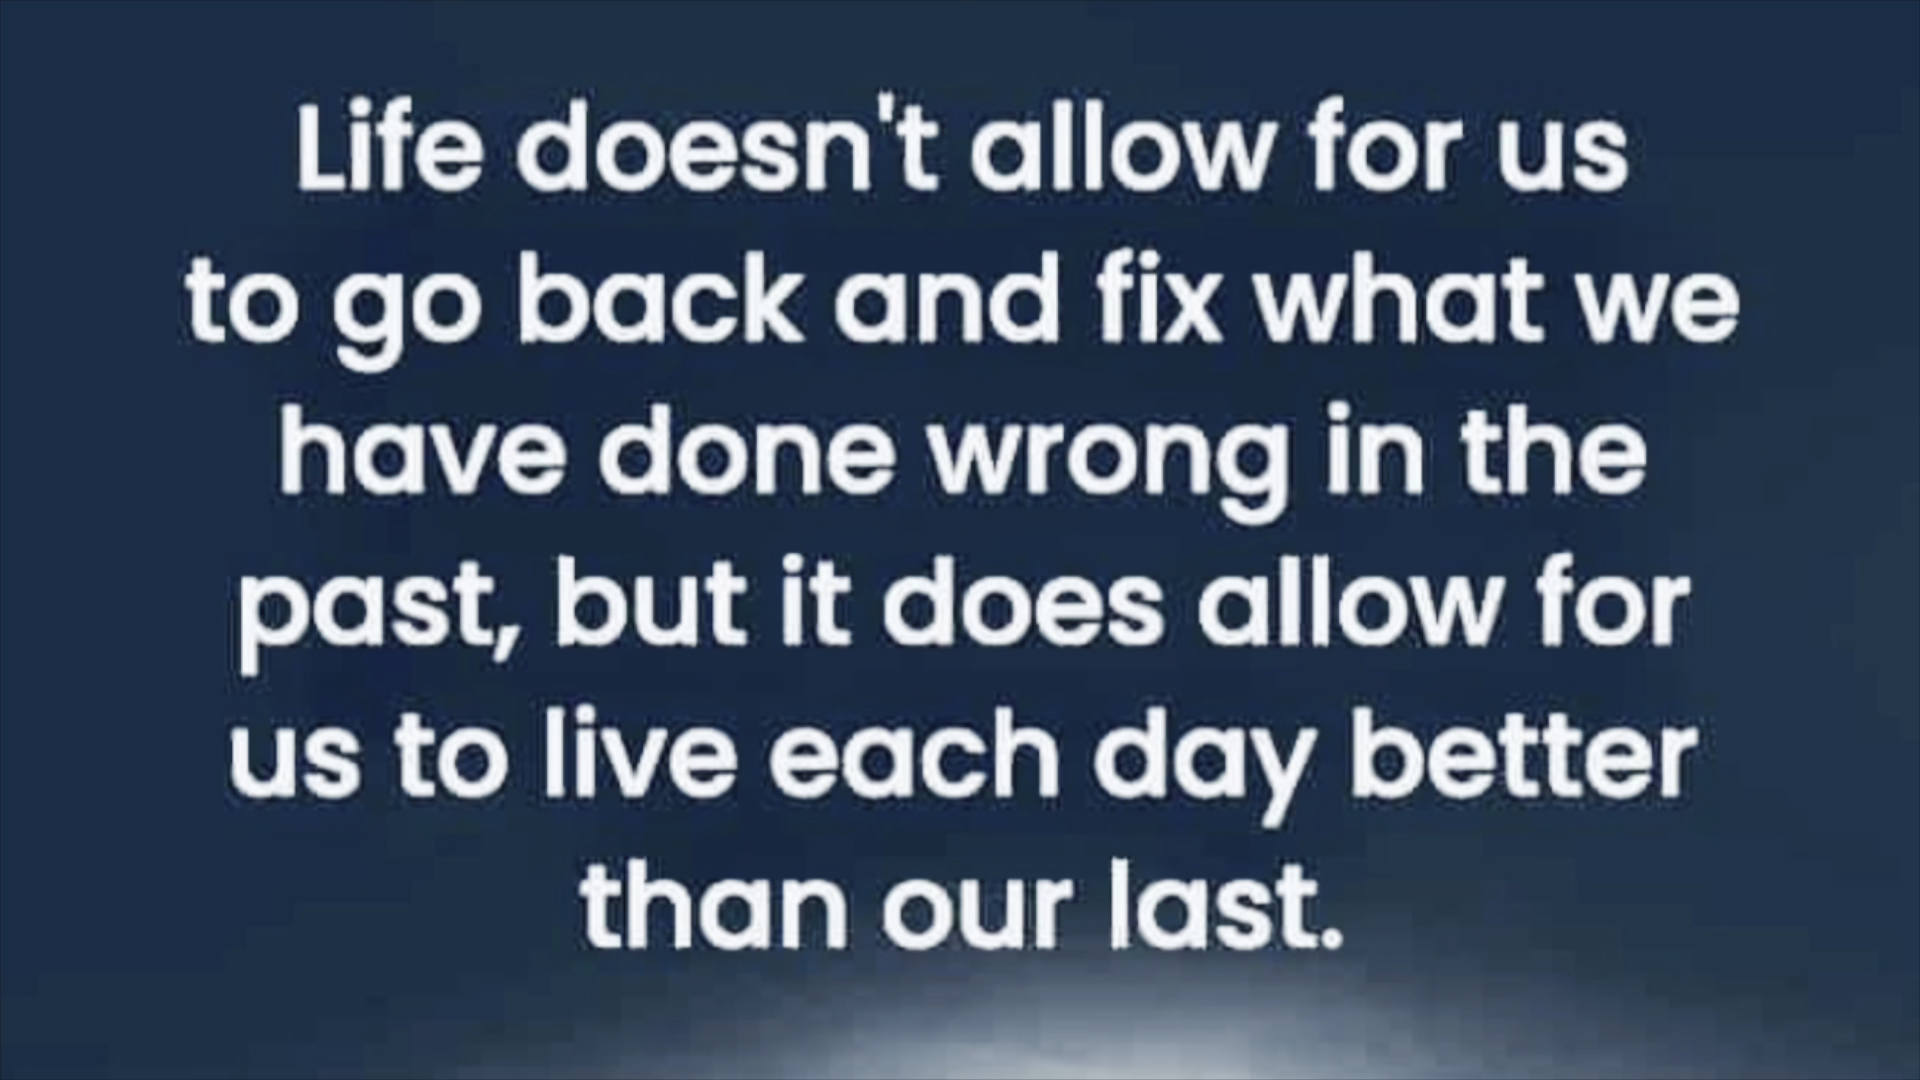 Life doesn't allow for us
to go back and fix what we
have done wrong in the
past, but it does allow for
us to live each day better
than our last.